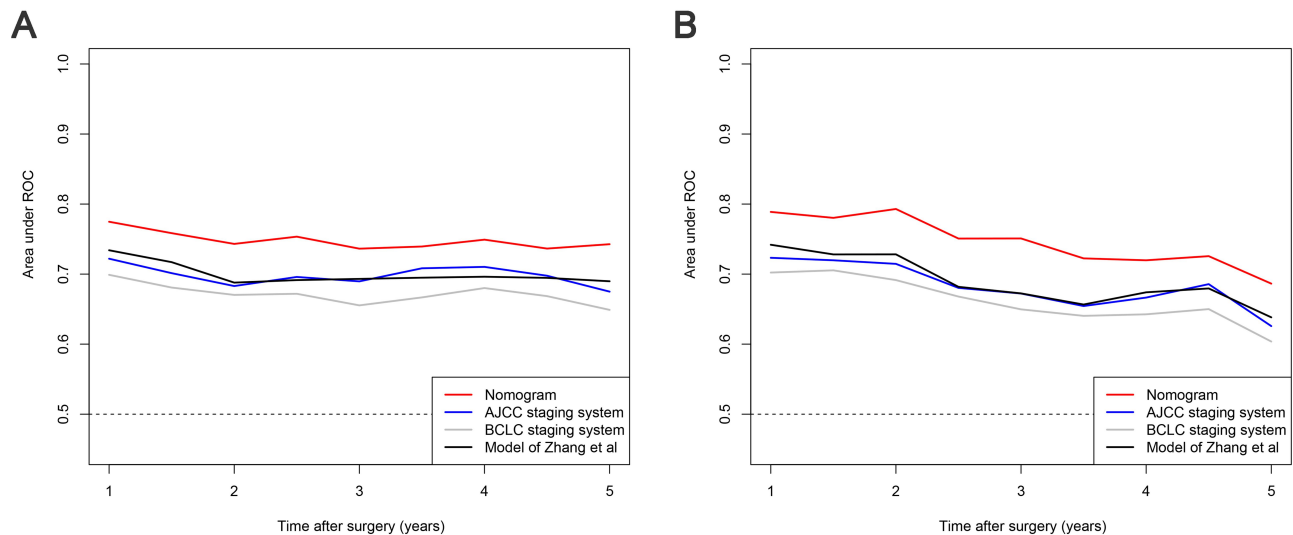 A
Area under ROC
1.0
0.9
0.8
0.7
0.6
0.5
Nomogram
AJCC staging system
BCLC staging system
Model of Zhang et al
1 2 3 4 5
Time after surgery (years)
B
Area under ROC
1.0
0.9
0.8
0.7
0.6
0.5
Nomogram
AJCC staging system
BCLC staging system
Model of Zhang et al
1 2 3 4 5
Time after surgery (years)